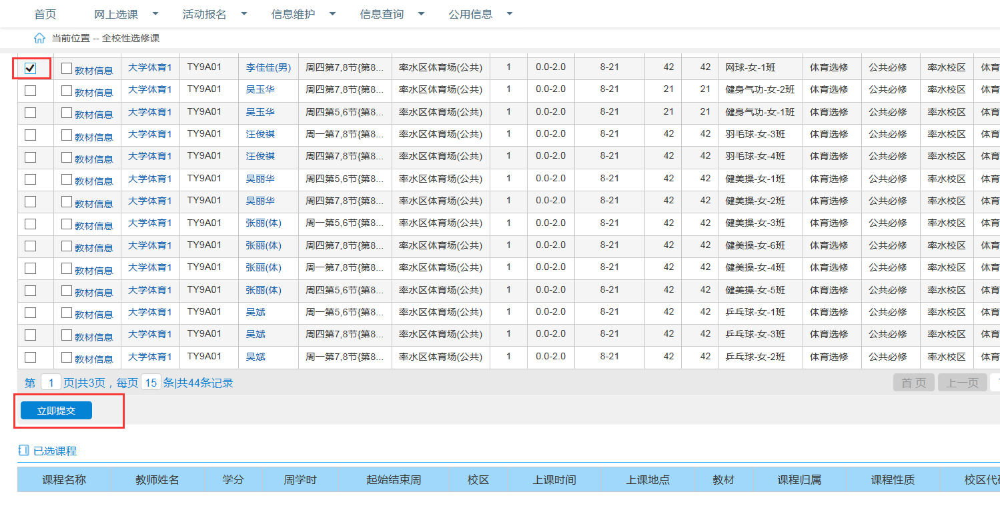 首页 网上选课 活动报名 信息维护 信息查询 公用信息
当前位置 -- 全校性选修课
教材信息 大学体育1 TY9A01 李佳佳(男) 周四第7,8节{第8... 率水区体育场(公共) 1 0.0-2.0 8-21 42 42 网球-女-1班 体育选修 公共必修 率水校区 体育
教材信息 大学体育1 TY9A01 吴玉华 周四第7,8节{第8... 率水区体育场(公共) 1 0.0-2.0 8-21 21 21 健身气功-女-2班 体育选修 公共必修 率水校区 体育
教材信息 大学体育1 TY9A01 吴玉华 周四第5,6节{第8... 率水区体育场(公共) 1 0.0-2.0 8-21 21 21 健身气功-女-1班 体育选修 公共必修 率水校区 体育
教材信息 大学体育1 TY9A01 汪俊祺 周一第7,8节{第8... 率水区体育场(公共) 1 0.0-2.0 8-21 42 42 羽毛球-女-3班 体育选修 公共必修 率水校区 体育
教材信息 大学体育1 TY9A01 汪俊祺 周四第7,8节{第8... 率水区体育场(公共) 1 0.0-2.0 8-21 42 42 羽毛球-女-4班 体育选修 公共必修 率水校区 体育
教材信息 大学体育1 TY9A01 吴丽华 周四第5,6节{第8... 率水区体育场(公共) 1 0.0-2.0 8-21 42 42 健美操-女-1班 体育选修 公共必修 率水校区 体育
教材信息 大学体育1 TY9A01 吴丽华 周四第7,8节{第8... 率水区体育场(公共) 1 0.0-2.0 8-21 42 42 健美操-女-2班 体育选修 公共必修 率水校区 体育
教材信息 大学体育1 TY9A01 张丽(体) 周一第5,6节{第8... 率水区体育场(公共) 1 0.0-2.0 8-21 42 42 健美操-女-3班 体育选修 公共必修 率水校区 体育
教材信息 大学体育1 TY9A01 张丽(体) 周四第7,8节{第8... 率水区体育场(公共) 1 0.0-2.0 8-21 42 42 健美操-女-6班 体育选修 公共必修 率水校区 体育
教材信息 大学体育1 TY9A01 张丽(体) 周一第7,8节{第8... 率水区体育场(公共) 1 0.0-2.0 8-21 42 42 健美操-女-4班 体育选修 公共必修 率水校区 体育
教材信息 大学体育1 TY9A01 张丽(体) 周四第5,6节{第8... 率水区体育场(公共) 1 0.0-2.0 8-21 42 42 健美操-女-5班 体育选修 公共必修 率水校区 体育
教材信息 大学体育1 TY9A01 吴斌 周一第5,6节{第8... 率水区体育场(公共) 1 0.0-2.0 8-21 42 42 乒乓球-女-1班 体育选修 公共必修 率水校区 体育
教材信息 大学体育1 TY9A01 吴斌 周四第7,8节{第8... 率水区体育场(公共) 1 0.0-2.0 8-21 42 42 乒乓球-女-3班 体育选修 公共必修 率水校区 体育
教材信息 大学体育1 TY9A01 吴斌 周一第7,8节{第8... 率水区体育场(公共) 1 0.0-2.0 8-21 42 42 乒乓球-女-2班 体育选修 公共必修 率水校区 体育
第 1 页|共3页，每页 15 条|共44条记录 首 页 上一页
立即提交
已选课程
课程名称 教师姓名 学分 周学时 起始结束周 校区 上课时间 上课地点 教材 课程归属 课程性质 校区代